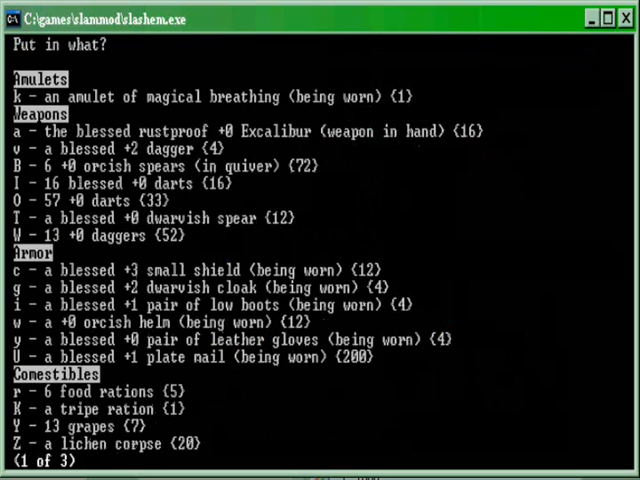 C:\games\slammod\slashem.exe
Put in what?
Amulets
k - an amulet of magical breathing (being worn) {1}
Weapons
a - the blessed rustproof +0 Excalibur (weapon in hand) {16}
v - a blessed +2 dagger {4}
B - 6 +0 orcish spears (in quiver) {72}
I - 16 blessed +0 darts {16}
O - 57 +0 darts {33}
T - a blessed +0 dwarvish spear {12}
W - 13 +0 daggers {52}
Armor
c - a blessed +3 small shield (being worn) {12}
g - a blessed +2 dwarvish cloak (being worn) {4}
i - a blessed +1 pair of low boots (being worn) {4}
w - a +0 orcish helm (being worn) {12}
y - a blessed +0 pair of leather gloves (being worn) {4}
U - a blessed +1 plate mail (being worn) {200}
Comestibles
r - 6 food rations {5}
K - a tripe ration {1}
Y - 13 grapes {7}
Z - a lichen corpse {20}
(1 of 3)